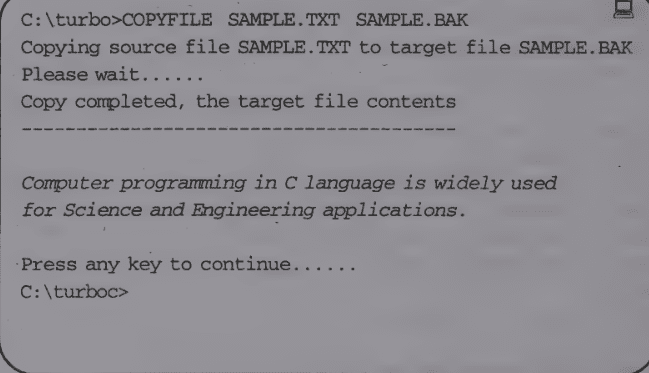 C:\turbo>COPYFILE SAMPLE.TXT SAMPLE.BAK
Copying source file SAMPLE.TXT to target file SAMPLE.BAK
Please wait......
Copy completed, the target file contents
----------------------------------------
Computer programming in C language is widely used
for Science and Engineering applications.
Press any key to continue......
C:\turboc>